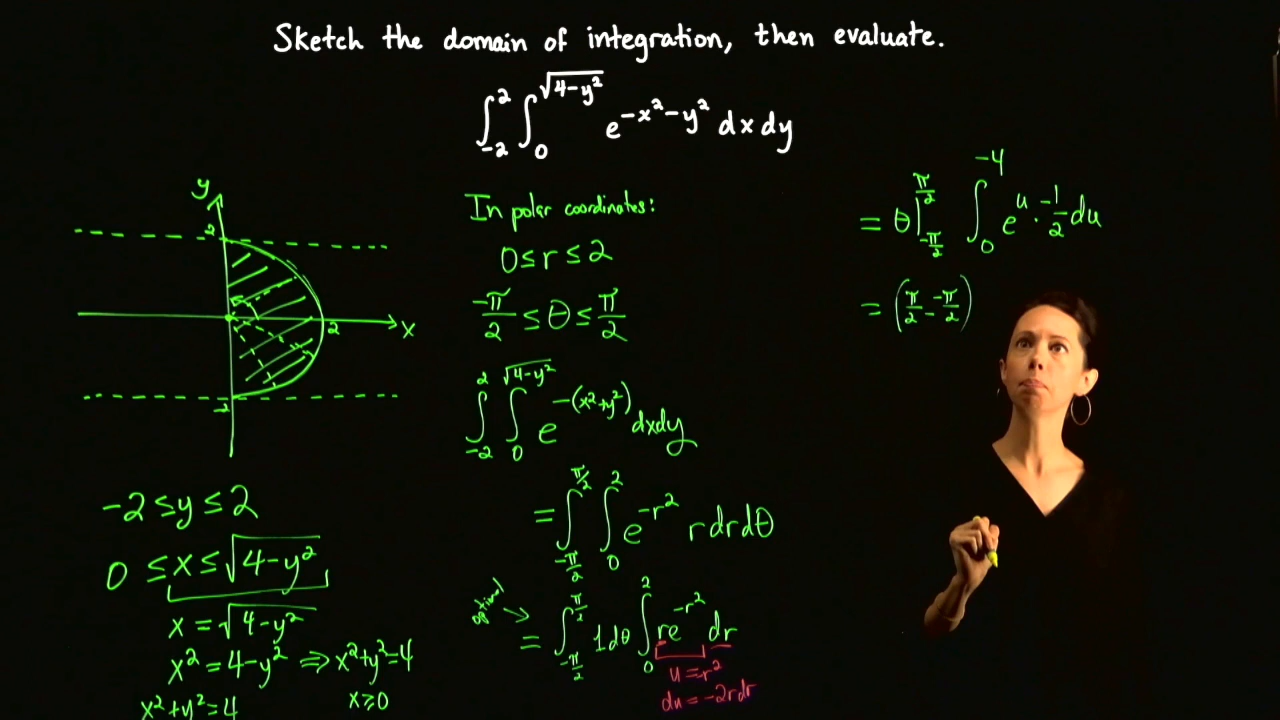 Sketch the domain of integration, then evaluate.
∫_{-2}^{2} ∫_{0}^{√(4-y²)} e^{-x²-y²} dx dy
y
2
2
x
-2
-2 ≤ y ≤ 2
0 ≤ x ≤ √(4-y²)
x = √(4-y²)
x² = 4-y² ⇒ x²+y²=4
x²+y²=4
x≥0
In polar coordinates:
0 ≤ r ≤ 2
-π/2 ≤ θ ≤ π/2
∫_{-2}^{2} ∫_{0}^{√(4-y²)} e^{-(x²+y²)} dxdy
= ∫_{-π/2}^{π/2} ∫_{0}^{2} e^{-r²} r dr dθ
optional →
= ∫_{-π/2}^{π/2} 1 dθ ∫_{0}^{2} re^{-r²} dr
u = r²
du = -2rdr
= θ|_{-π/2}^{π/2} ∫_{0}^{-4} e^{u} · -1/2 du
= (π/2 - -π/2)